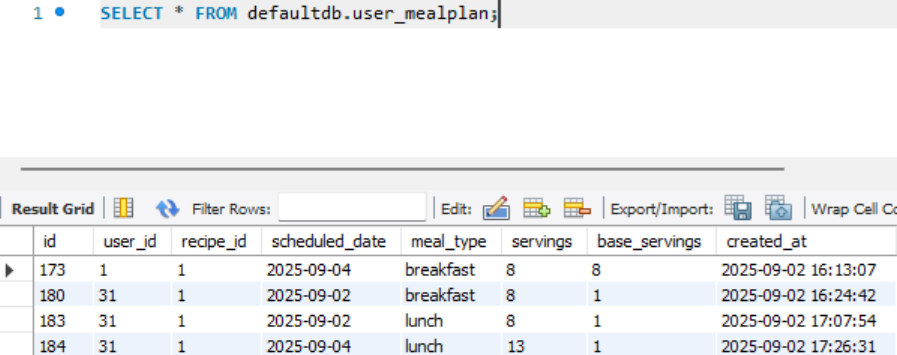 1 SELECT * FROM defaultdb.user_mealplan;
Result Grid Filter Rows: Edit: Export/Import: Wrap Cell Co
id user_id recipe_id scheduled_date meal_type servings base_servings created_at
173 1 1 2025-09-04 breakfast 8 8 2025-09-02 16:13:07
180 31 1 2025-09-02 breakfast 8 1 2025-09-02 16:24:42
183 31 1 2025-09-02 lunch 8 1 2025-09-02 17:07:54
184 31 1 2025-09-04 lunch 13 1 2025-09-02 17:26:31